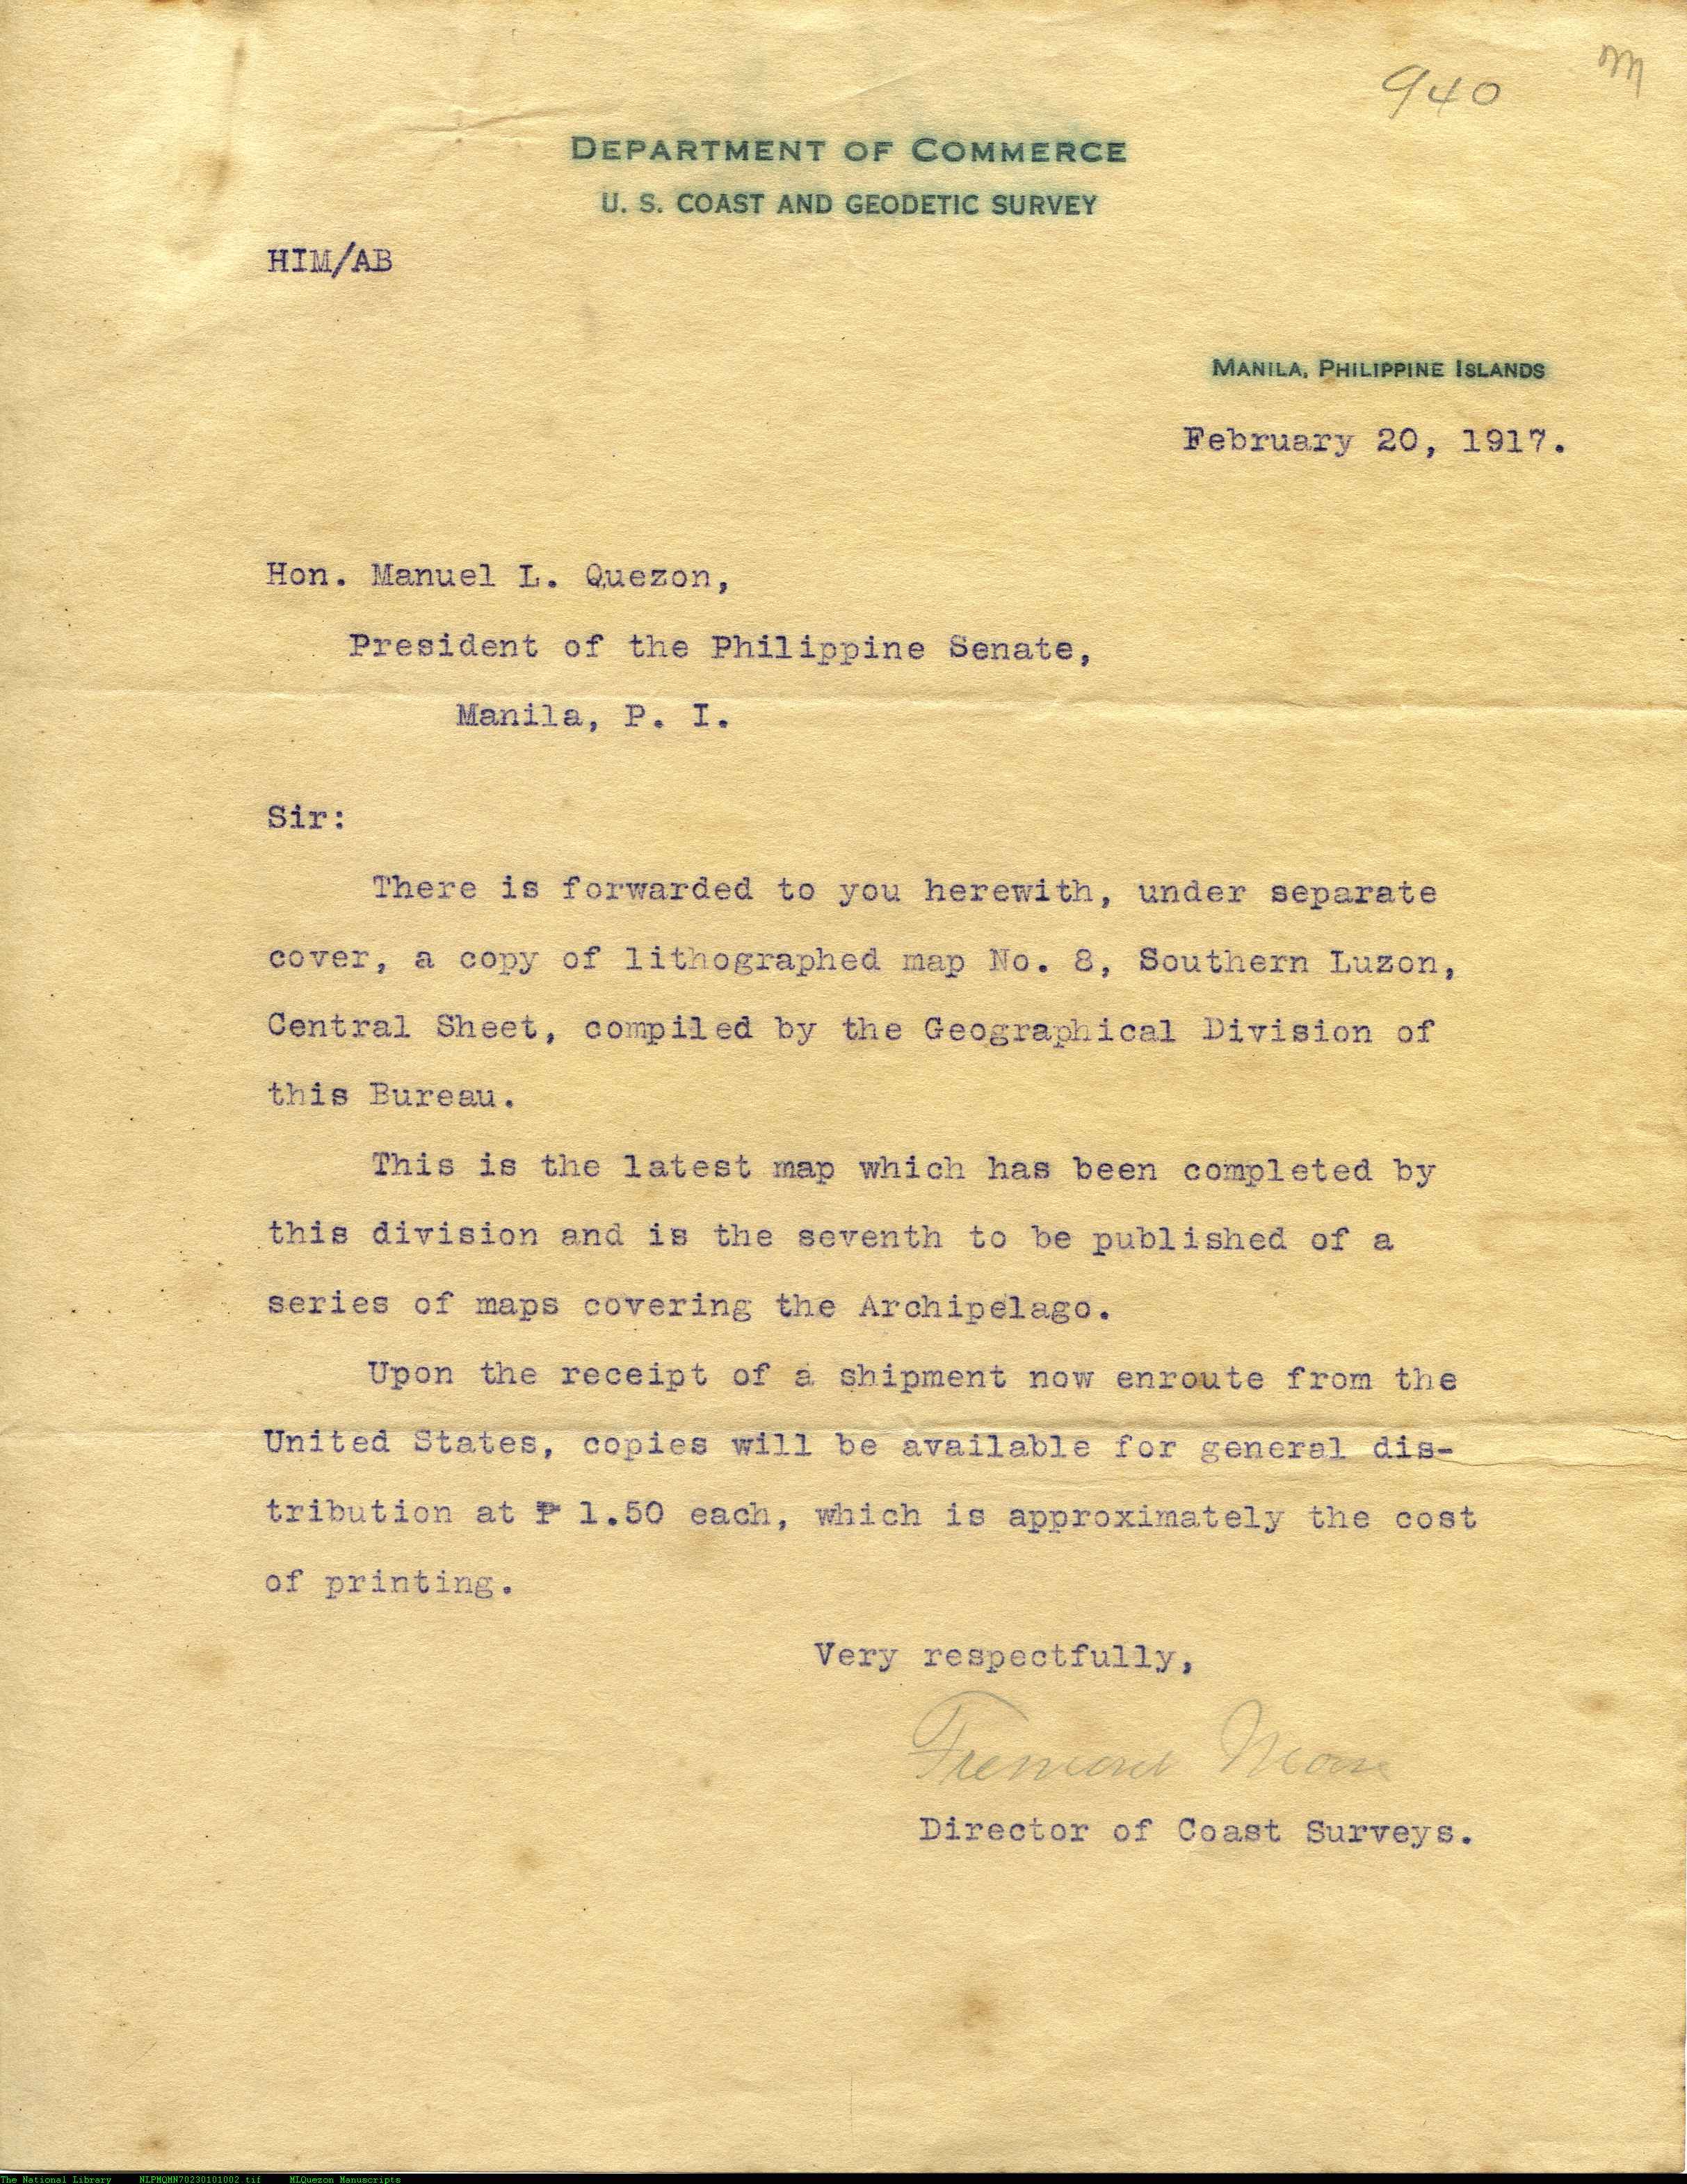 940
m
DEPARTMENT OF COMMERCE
U. S. COAST AND GEODETIC SURVEY
HIM/AB
MANILA, PHILIPPINE ISLANDS
February 20, 1917.
Hon. Manuel L. Quezon,
President of the Philippine Senate,
Manila, P. I.
Sir:
There is forwarded to you herewith, under separate
cover, a copy of lithographed map No. 8, Southern Luzon,
Central Sheet, compiled by the Geographical Division of
this Bureau.
This is the latest map which has been completed by
this division and is the seventh to be published of a
series of maps covering the Archipelago.
Upon the receipt of a shipment now enroute from the
United States, copies will be available for general dis-
tribution at ₱ 1.50 each, which is approximately the cost
of printing.
Very respectfully,
Fremont Morse
Director of Coast Surveys.
The National Library NLPMQMN70230101002.tif MLQuezon Manuscripts